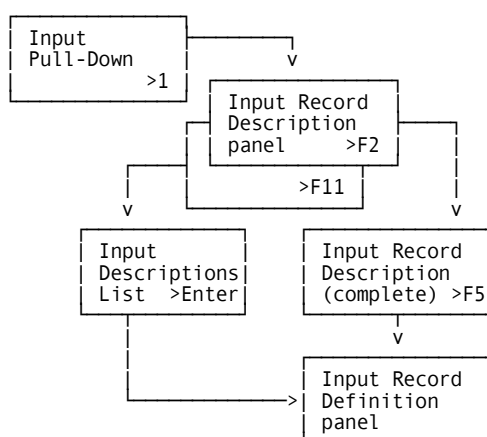 Input
Pull-Down
>1
v
Input Record
Description
panel >F2
>F11
v
v
Input
Descriptions
List >Enter
Input Record
Description
(complete) >F5
v
>
Input Record
Definition
panel